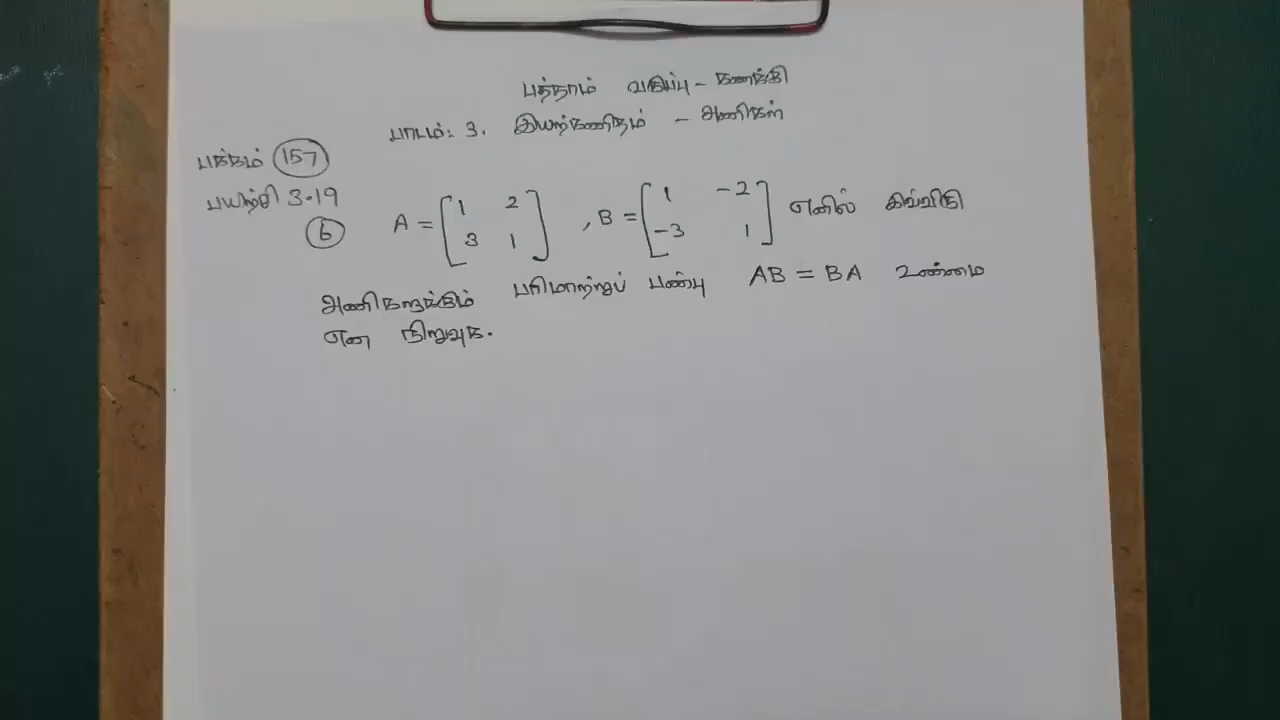 பத்தாம் வகுப்பு - கணக்கு
பாடம்: 3. இயற்கணிதம் - அணிகள்
பக்கம் 157
பயிற்சி 3.19
6 A = [1 2 3 1], B = [1 -2 -3 1] எனில் இவ்விரு
அணிகளுக்கும் பரிமாற்றுப் பண்பு AB = BA உண்மை
என நிறுவுக.